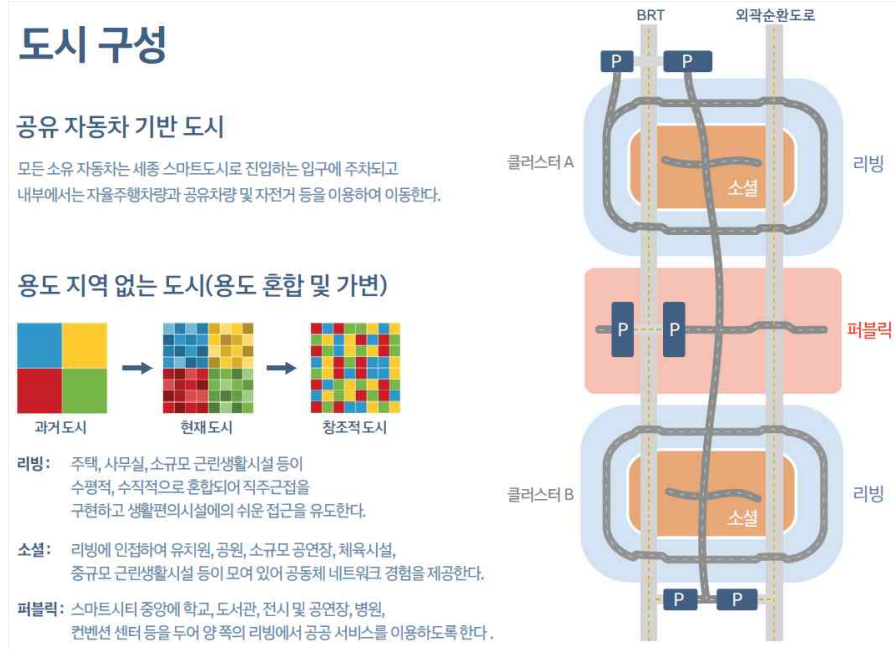 도시 구성
공유 자동차 기반 도시
모든 소유 자동차는 세종 스마트도시로 진입하는 입구에 주차되고
내부에서는 자율주행차량과 공유차량 및 자전거 등을 이용하여 이동한다.
용도 지역 없는 도시(용도 혼합 및 가변)
과거도시
현재도시
창조적도시
리빙 : 주택, 사무실, 소규모 근린생활시설 등이
수평적, 수직적으로 혼합되어 직주근접을
구현하고 생활편의시설에의 쉬운 접근을 유도한다.
소셜 : 리빙에 인접하여 유치원, 공원, 소규모 공연장, 체육시설,
중규모 근린생활시설 등이 모여 있어 공동체 네트워크 경험을 제공한다.
퍼블릭 : 스마트시티 중앙에 학교, 도서관, 전시 및 공연장, 병원,
컨벤션 센터 등을 두어 양 쪽의 리빙에서 공공 서비스를 이용하도록 한다 .
BRT
외곽순환도로
P
P
클러스터 A
리빙
소셜
P
P
퍼블릭
클러스터 B
리빙
소셜
P
P